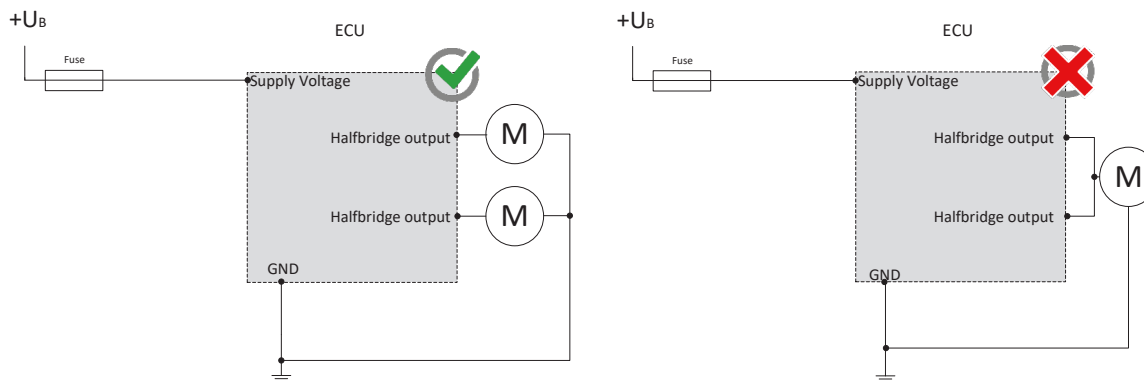 +UB
ECU
Fuse
Supply Voltage
Halfbridge output
M
Halfbridge output
M
GND
+UB
ECU
Fuse
Supply Voltage
Halfbridge output
M
Halfbridge output
GND